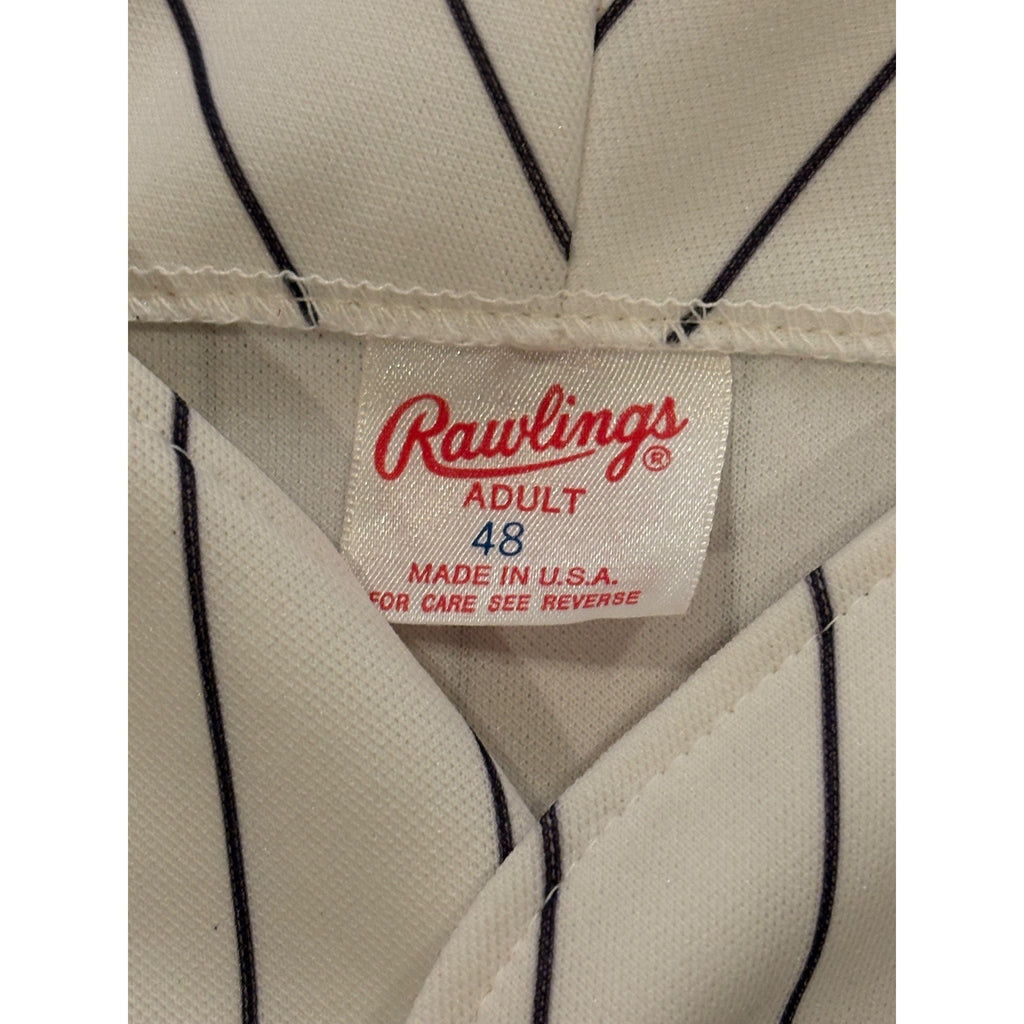 Rawlings®
ADULT
48
MADE IN U.S.A.
FOR CARE SEE REVERSE